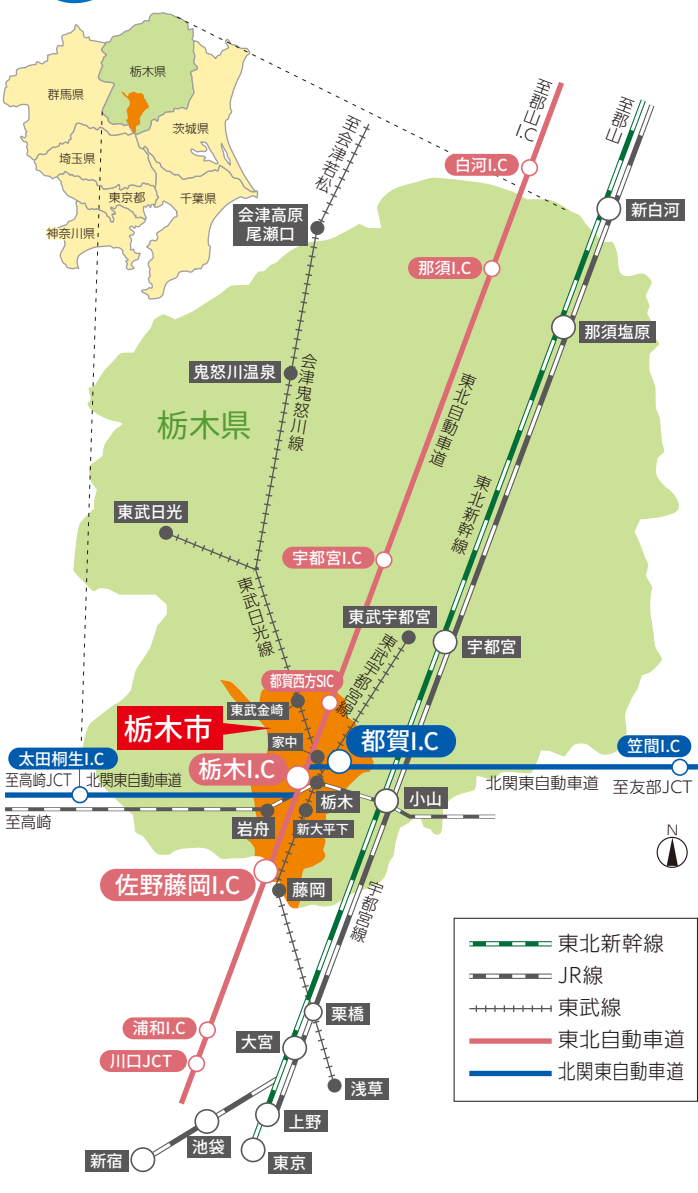 栃木県
群馬県
茨城県
埼玉県
東京都
千葉県
神奈川県
至会津若松
至郡山I.C
至郡山
白河I.C
新白河
会津高原
尾瀬口
那須I.C
那須塩原
鬼怒川温泉
会津鬼怒川線
東北自動車道
栃木県
東北新幹線
東武日光
宇都宮I.C
東武日光線
東武宇都宮
東武宇都宮線
宇都宮
都賀西方SIC
東武金崎
栃木市
家中
都賀I.C
太田桐生I.C
笠間I.C
栃木I.C
至高崎JCT
北関東自動車道
北関東自動車道
至友部JCT
至高崎
栃木
小山
岩舟
新大平下
N
佐野藤岡I.C
藤岡
宇都宮線
東北新幹線
JR線
東武線
東北自動車道
北関東自動車道
栗橋
浦和I.C
大宮
川口JCT
浅草
上野
池袋
新宿
東京